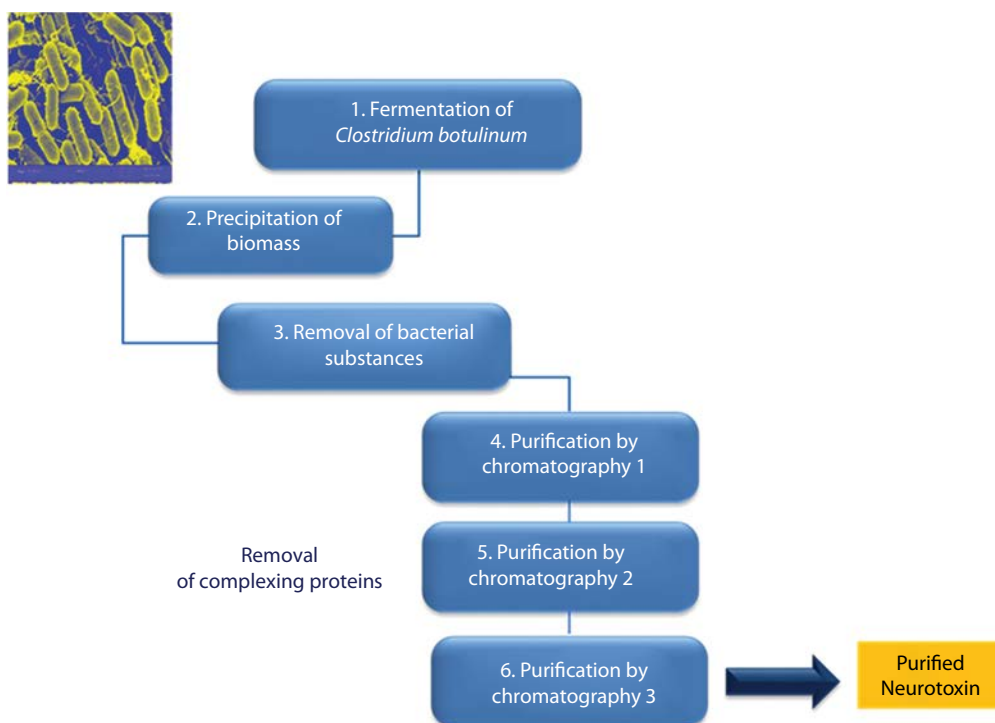 1. Fermentation of
Clostridium botulinum
2. Precipitation of
biomass
3. Removal of bacterial
substances
4. Purification by
chromatography 1
Removal
of complexing proteins
5. Purification by
chromatography 2
6. Purification by
chromatography 3
Purified
Neurotoxin